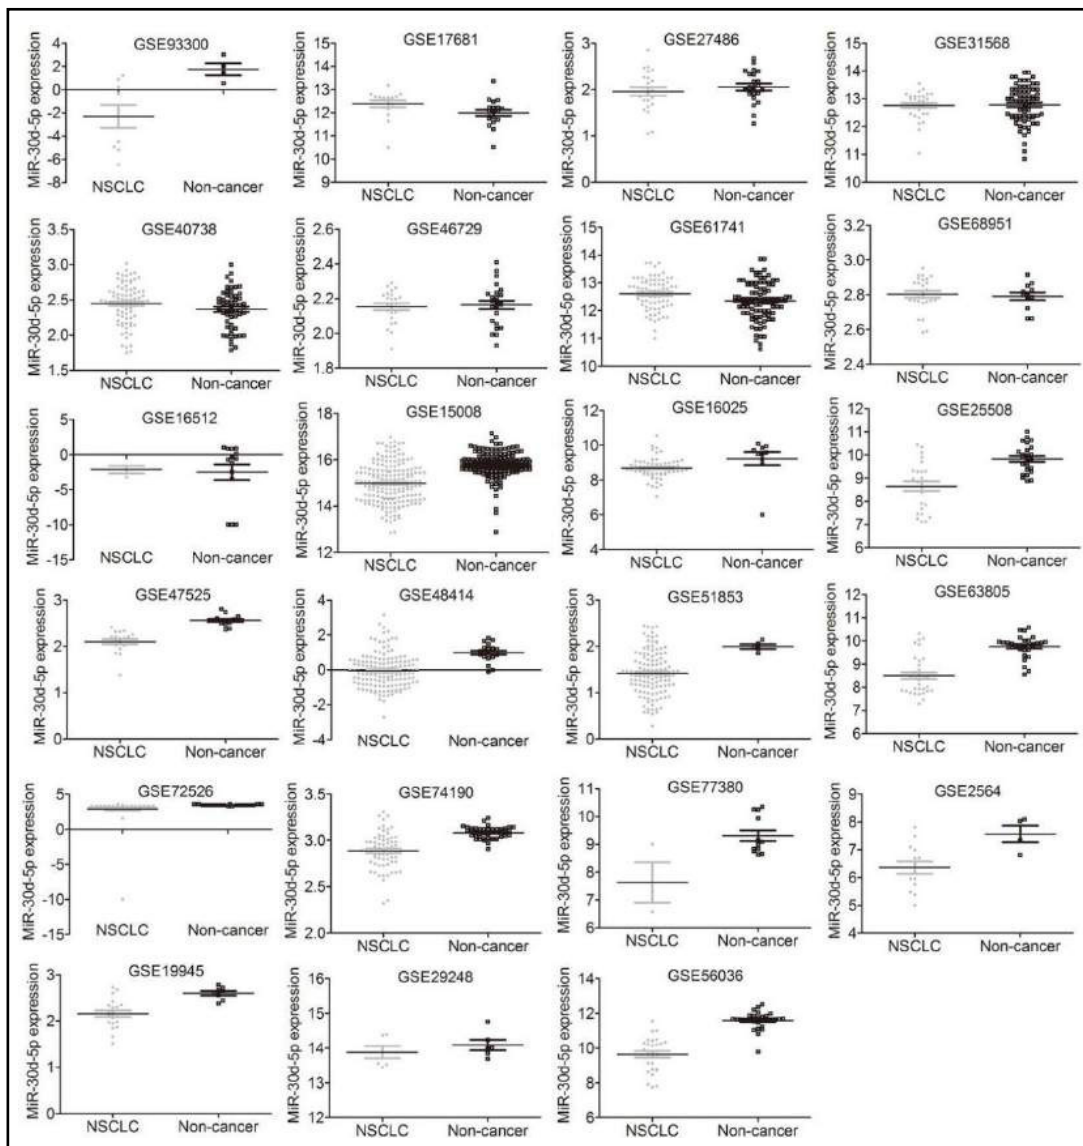 GSE93300
MiR-30d-5p expression
4
2
0
-2
-4
-6
-8
NSCLC Non-cancer
GSE17681
MiR-30d-5p expression
15
14
13
12
11
10
9
NSCLC Non-cancer
GSE27486
MiR-30d-5p expression
3
2
1
0
NSCLC Non-cancer
GSE31568
MiR-30d-5p expression
15
14
13
12
11
10
NSCLC Non-cancer
GSE40738
MiR-30d-5p expression
3.5
3.0
2.5
2.0
1.5
NSCLC Non-cancer
GSE46729
MiR-30d-5p expression
2.6
2.4
2.2
2.0
1.8
NSCLC Non-cancer
GSE61741
MiR-30d-5p expression
15
14
13
12
11
10
NSCLC Non-cancer
GSE68951
MiR-30d-5p expression
3.2
3.0
2.8
2.6
2.4
NSCLC Non-cancer
GSE16512
MiR-30d-5p expression
5
0
-5
-10
-15
NSCLC Non-cancer
GSE15008
MiR-30d-5p expression
18
16
14
12
NSCLC Non-cancer
GSE16025
MiR-30d-5p expression
12
10
8
6
4
NSCLC Non-cancer
GSE25508
MiR-30d-5p expression
12
11
10
9
8
7
6
NSCLC Non-cancer
GSE47525
MiR-30d-5p expression
3
2
1
0
NSCLC Non-cancer
GSE48414
MiR-30d-5p expression
4
2
0
-2
-4
NSCLC Non-cancer
GSE51853
MiR-30d-5p expression
3
2
1
0
NSCLC Non-cancer
GSE63805
MiR-30d-5p expression
12
11
10
9
8
7
6
NSCLC Non-cancer
GSE72526
MiR-30d-5p expression
5
0
-5
-10
-15
NSCLC Non-cancer
GSE74190
MiR-30d-5p expression
3.5
3.0
2.5
2.0
NSCLC Non-cancer
GSE77380
MiR-30d-5p expression
11
10
9
8
7
6
NSCLC Non-cancer
GSE2564
MiR-30d-5p expression
9
8
7
6
5
4
NSCLC Non-cancer
GSE19945
MiR-30d-5p expression
3
2
1
0
NSCLC Non-cancer
GSE29248
MiR-30d-5p expression
16
15
14
13
12
NSCLC Non-cancer
GSE56036
MiR-30d-5p expression
14
12
10
8
6
NSCLC Non-cancer